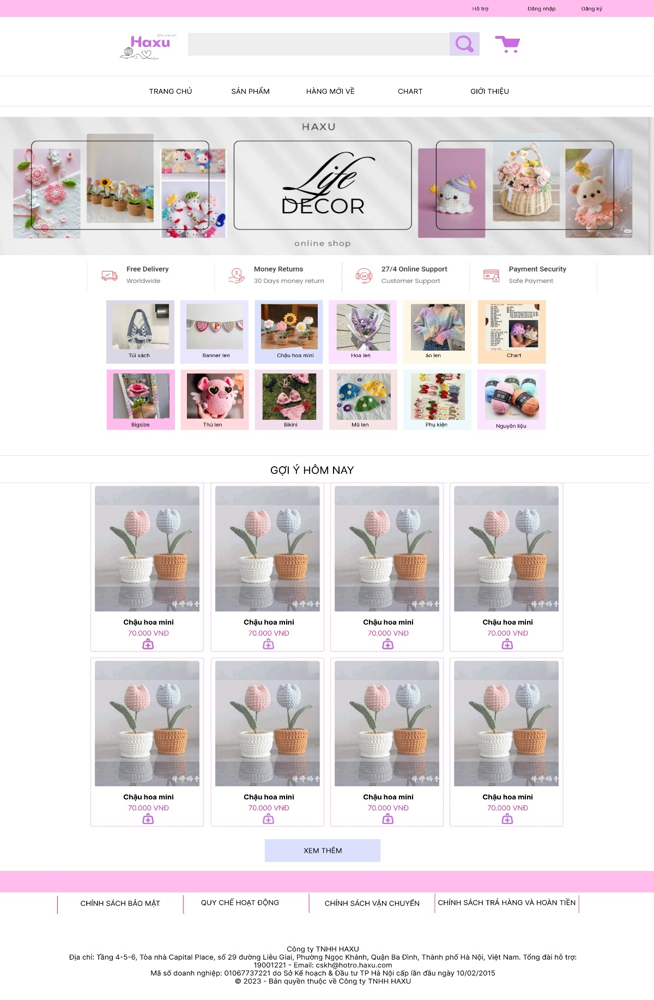 Hỗ trợ Đăng nhập Đăng ký
Handmade
Haxu
TRANG CHỦ SẢN PHẨM HÀNG MỚI VỀ CHART GIỚI THIỆU
HAXU
Life
DECOR
online shop
Free Delivery
Worldwide
Money Returns
30 Days money return
27/4 Online Support
Customer Support
Payment Security
Safe Payment
Túi xách Banner len Chậu hoa mini Hoa len áo len Chart
Bigsize Thú len Bikini Mũ len Phụ kiện Nguyên liệu
GỢI Ý HÔM NAY
Chậu hoa mini Chậu hoa mini Chậu hoa mini Chậu hoa mini
70.000 VNĐ 70.000 VNĐ 70.000 VNĐ 70.000 VNĐ
Chậu hoa mini Chậu hoa mini Chậu hoa mini Chậu hoa mini
70.000 VNĐ 70.000 VNĐ 70.000 VNĐ 70.000 VNĐ
XEM THÊM
CHÍNH SÁCH BẢO MẬT QUY CHẾ HOẠT ĐỘNG CHÍNH SÁCH VẬN CHUYỂN CHÍNH SÁCH TRẢ HÀNG VÀ HOÀN TIỀN
Công ty TNHH HAXU
Địa chỉ: Tầng 4-5-6, Tòa nhà Capital Place, số 29 đường Liễu Giai, Phường Ngọc Khánh, Quận Ba Đình, Thành phố Hà Nội, Việt Nam. Tổng đài hỗ trợ:
19001221 - Email: cskh@hotro.haxu.com
Mã số doanh nghiệp: 01067737221 do Sở Kế hoạch & Đầu tư TP Hà Nội cấp lần đầu ngày 10/02/2015
© 2023 - Bản quyền thuộc về Công ty TNHH HAXU